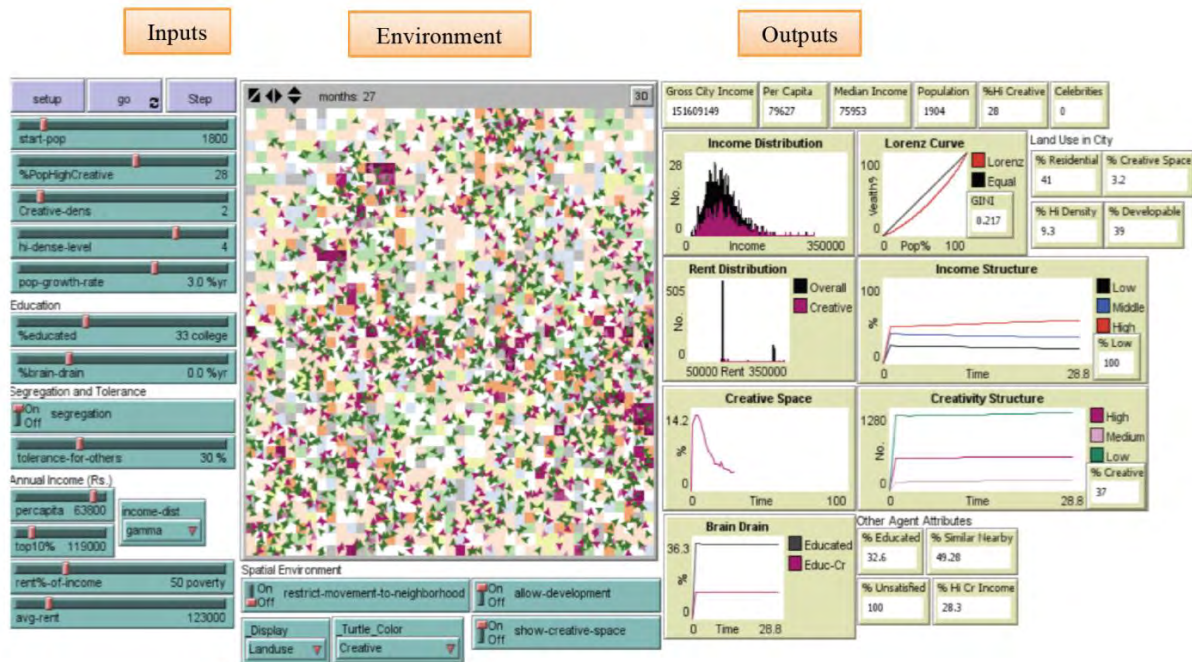 Inputs
Environment
Outputs
setup
go
Step
start-pop 1800
%PopHighCreative 28
Creative-dens 2
hi-dense-level 4
pop-growth-rate 3.0 %yr
Education
%educated 33 college
%brain-drain 0.0 %yr
Segregation and Tolerance
On
Off
segregation
tolerance-for-others 30 %
Annual Income (Rs.)
percapita 63800
top10% 119000
income-dist
gamma
rent%-of-income 50 poverty
avg-rent 123000
months: 27
3D
Spatial Environment
On
Off
restrict-movement-to-neighborhood
On
Off
allow-development
_Display
Landuse
_Turtle_Color
Creative
On
Off
show-creative-space
Gross City Income
151609149
Per Capita
79627
Median Income
75953
Population
1904
%Hi Creative
28
Celebrities
0
Income Distribution
28
No.
0
0 Income 350000
Lorenz Curve
100
Wealth%
0
0 Pop% 100
Lorenz
Equal
GINI
0.217
Land Use in City
% Residential
41
% Creative Space
3.2
% Hi Density
9.3
% Developable
39
Rent Distribution
505
No.
0
50000 Rent 350000
Overall
Creative
Income Structure
100
%
0
0 Time 28.8
Low
Middle
High
% Low
100
Creative Space
14.2
%
0
0 Time 100
Creativity Structure
1280
No.
0
0 Time 28.8
High
Medium
Low
% Creative
37
Brain Drain
36.3
%
0
0 Time 28.8
Educated
Educ-Cr
Other Agent Attributes
% Educated
32.6
% Similar Nearby
49.28
% Unsatisfied
100
% Hi Cr Income
28.3